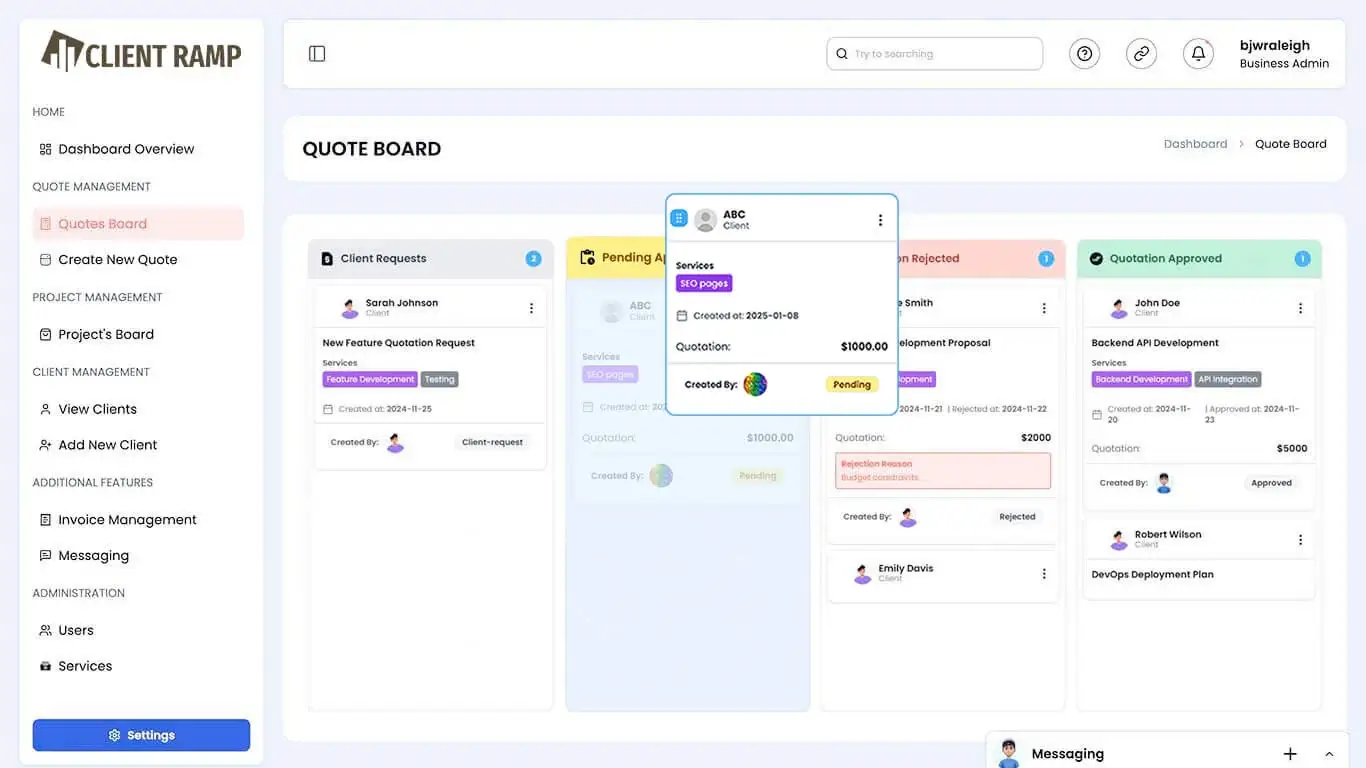 CLIENT RAMP
HOME
Dashboard Overview
QUOTE MANAGEMENT
Quotes Board
Create New Quote
PROJECT MANAGEMENT
Project's Board
CLIENT MANAGEMENT
View Clients
Add New Client
ADDITIONAL FEATURES
Invoice Management
Messaging
ADMINISTRATION
Users
Services
Settings
Try to searching
bjwraleigh
Business Admin
QUOTE BOARD
Dashboard > Quote Board
Client Requests 2
Sarah Johnson
Client
New Feature Quotation Request
Services
Feature Development Testing
Created at: 2024-11-25
Created By: Client-request
Pending Ap
ABC
Client
Services
SEO pages
Created at: 202
Quotation: $1000.00
Created By: Pending
ABC
Client
Services
SEO pages
Created at: 2025-01-08
Quotation: $1000.00
Created By: Pending
on Rejected 1
e Smith
elopment Proposal
opment
2024-11-21 | Rejected at: 2024-11-22
Quotation: $2000
Rejection Reason
Budget constraints
Created By: Rejected
Emily Davis
Client
Quotation Approved 1
John Doe
Client
Backend API Development
Services
Backend Development API Integration
Created at: 2024-11-20 | Approved at: 2024-11-23
Quotation: $5000
Created By: Approved
Robert Wilson
Client
DevOps Deployment Plan
Messaging